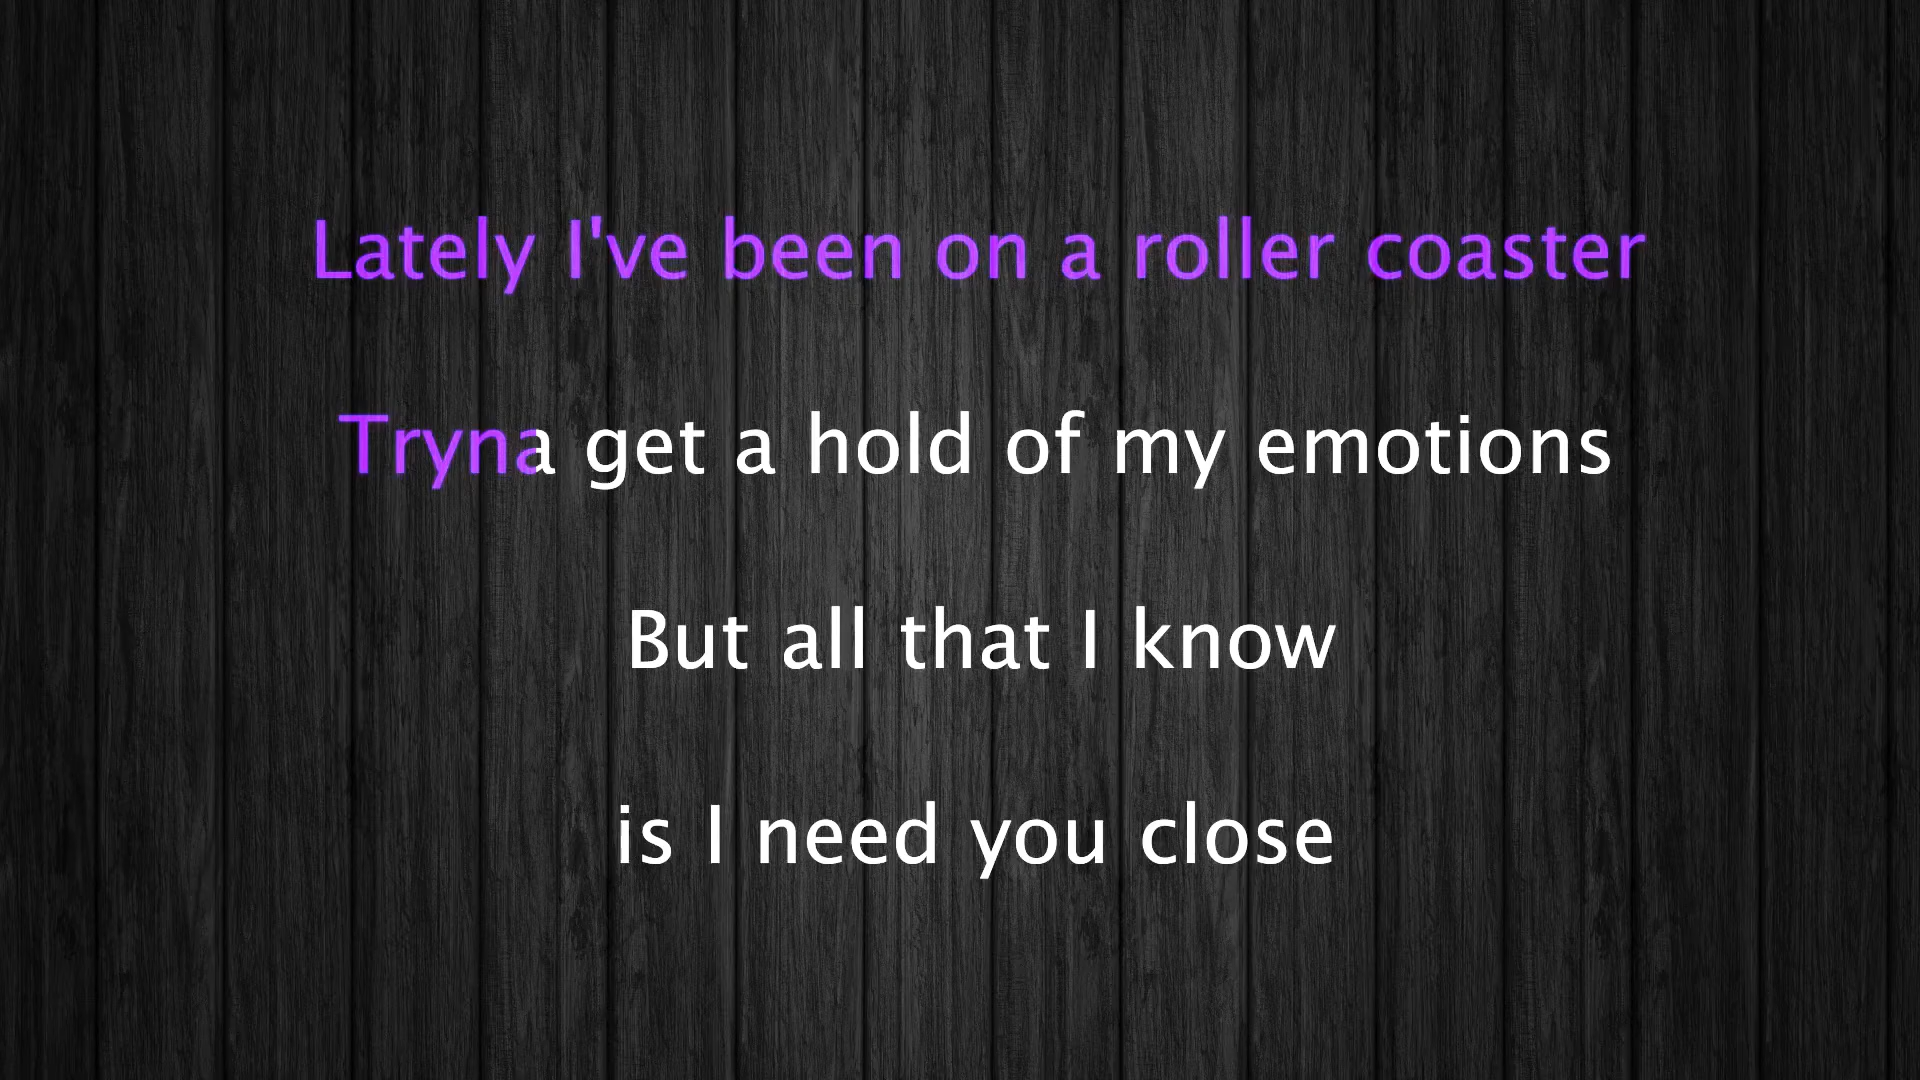 Lately I've been on a roller coaster
Tryna get a hold of my emotions
But all that I know
is I need you close